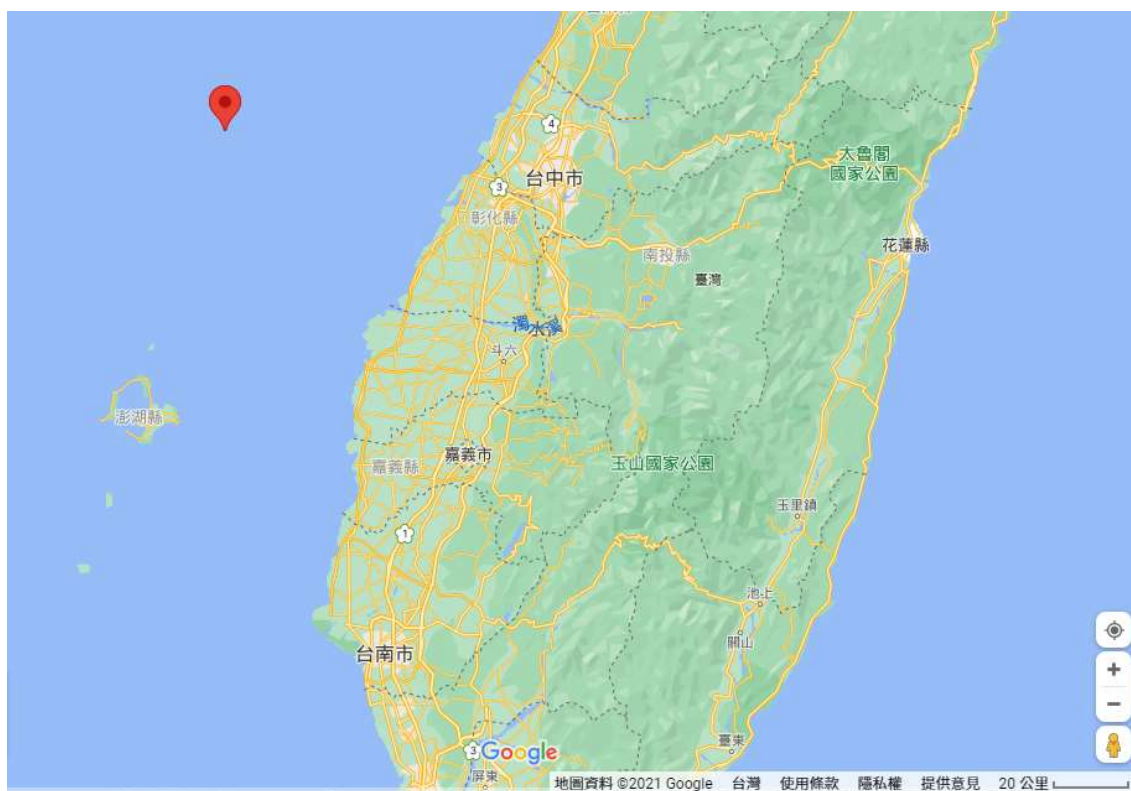 4
台中市
3
彰化縣
太魯閣
國家公園
花蓮縣
南投縣
臺灣
濁水溪
斗六
澎湖縣
嘉義市
嘉義縣
玉山國家公園
玉里鎮
1
池上
關山
台南市
臺東
3
Google
屏東
地圖資料 ©2021 Google 台灣 使用條款 隱私權 提供意見 20 公里